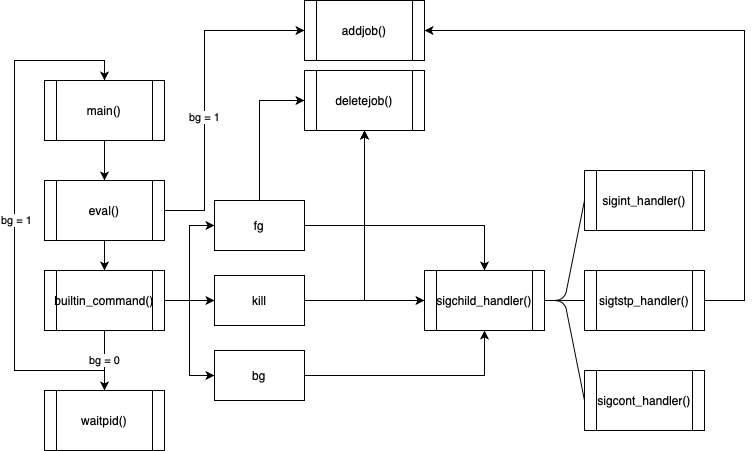 addjob()
deletejob()
main()
bg = 1
eval()
sigint_handler()
bg = 1
fg
builtin_command()
kill
sigchild_handler()
sigtstp_handler()
bg = 0
bg
waitpid()
sigcont_handler()